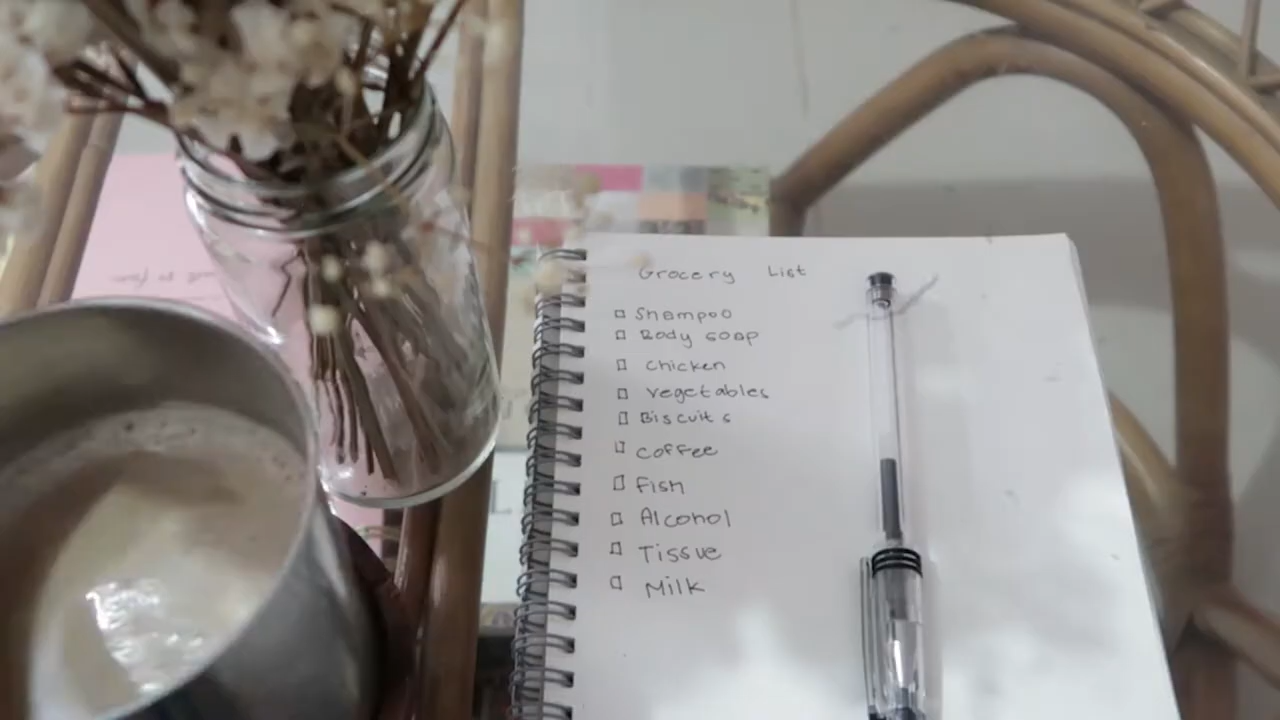 Grocery List
Shampoo
Body soap
chicken
vegetables
Biscuits
coffee
Fish
Alcohol
Tissue
Milk